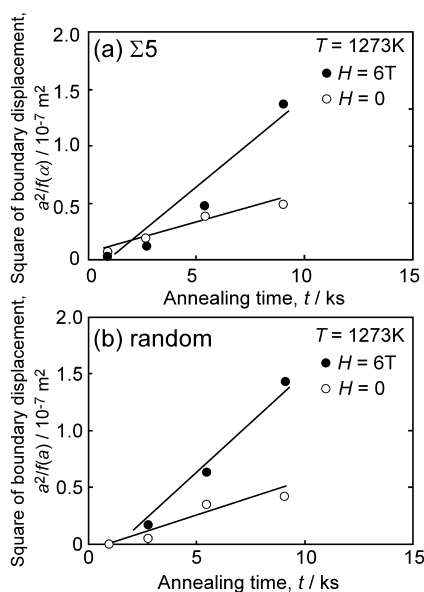 (a) Σ5
T = 1273K
● H = 6T
○ H = 0
Square of boundary displacement,
a²/f(α) / 10⁻⁷ m²
2.0
1.5
1.0
0.5
0
0 5 10 15
Annealing time, t / ks
(b) random
T = 1273K
● H = 6T
○ H = 0
Square of boundary displacement,
a²/f(a) / 10⁻⁷ m²
2.0
1.5
1.0
0.5
0
0 5 10 15
Annealing time, t / ks